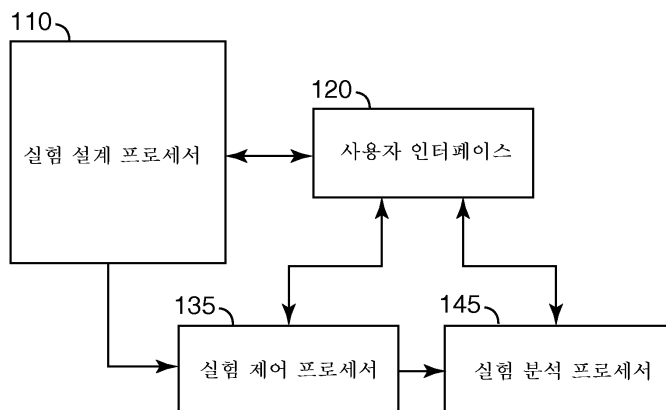 110
실험 설계 프로세서
120
사용자 인터페이스
135
실험 제어 프로세서
145
실험 분석 프로세서